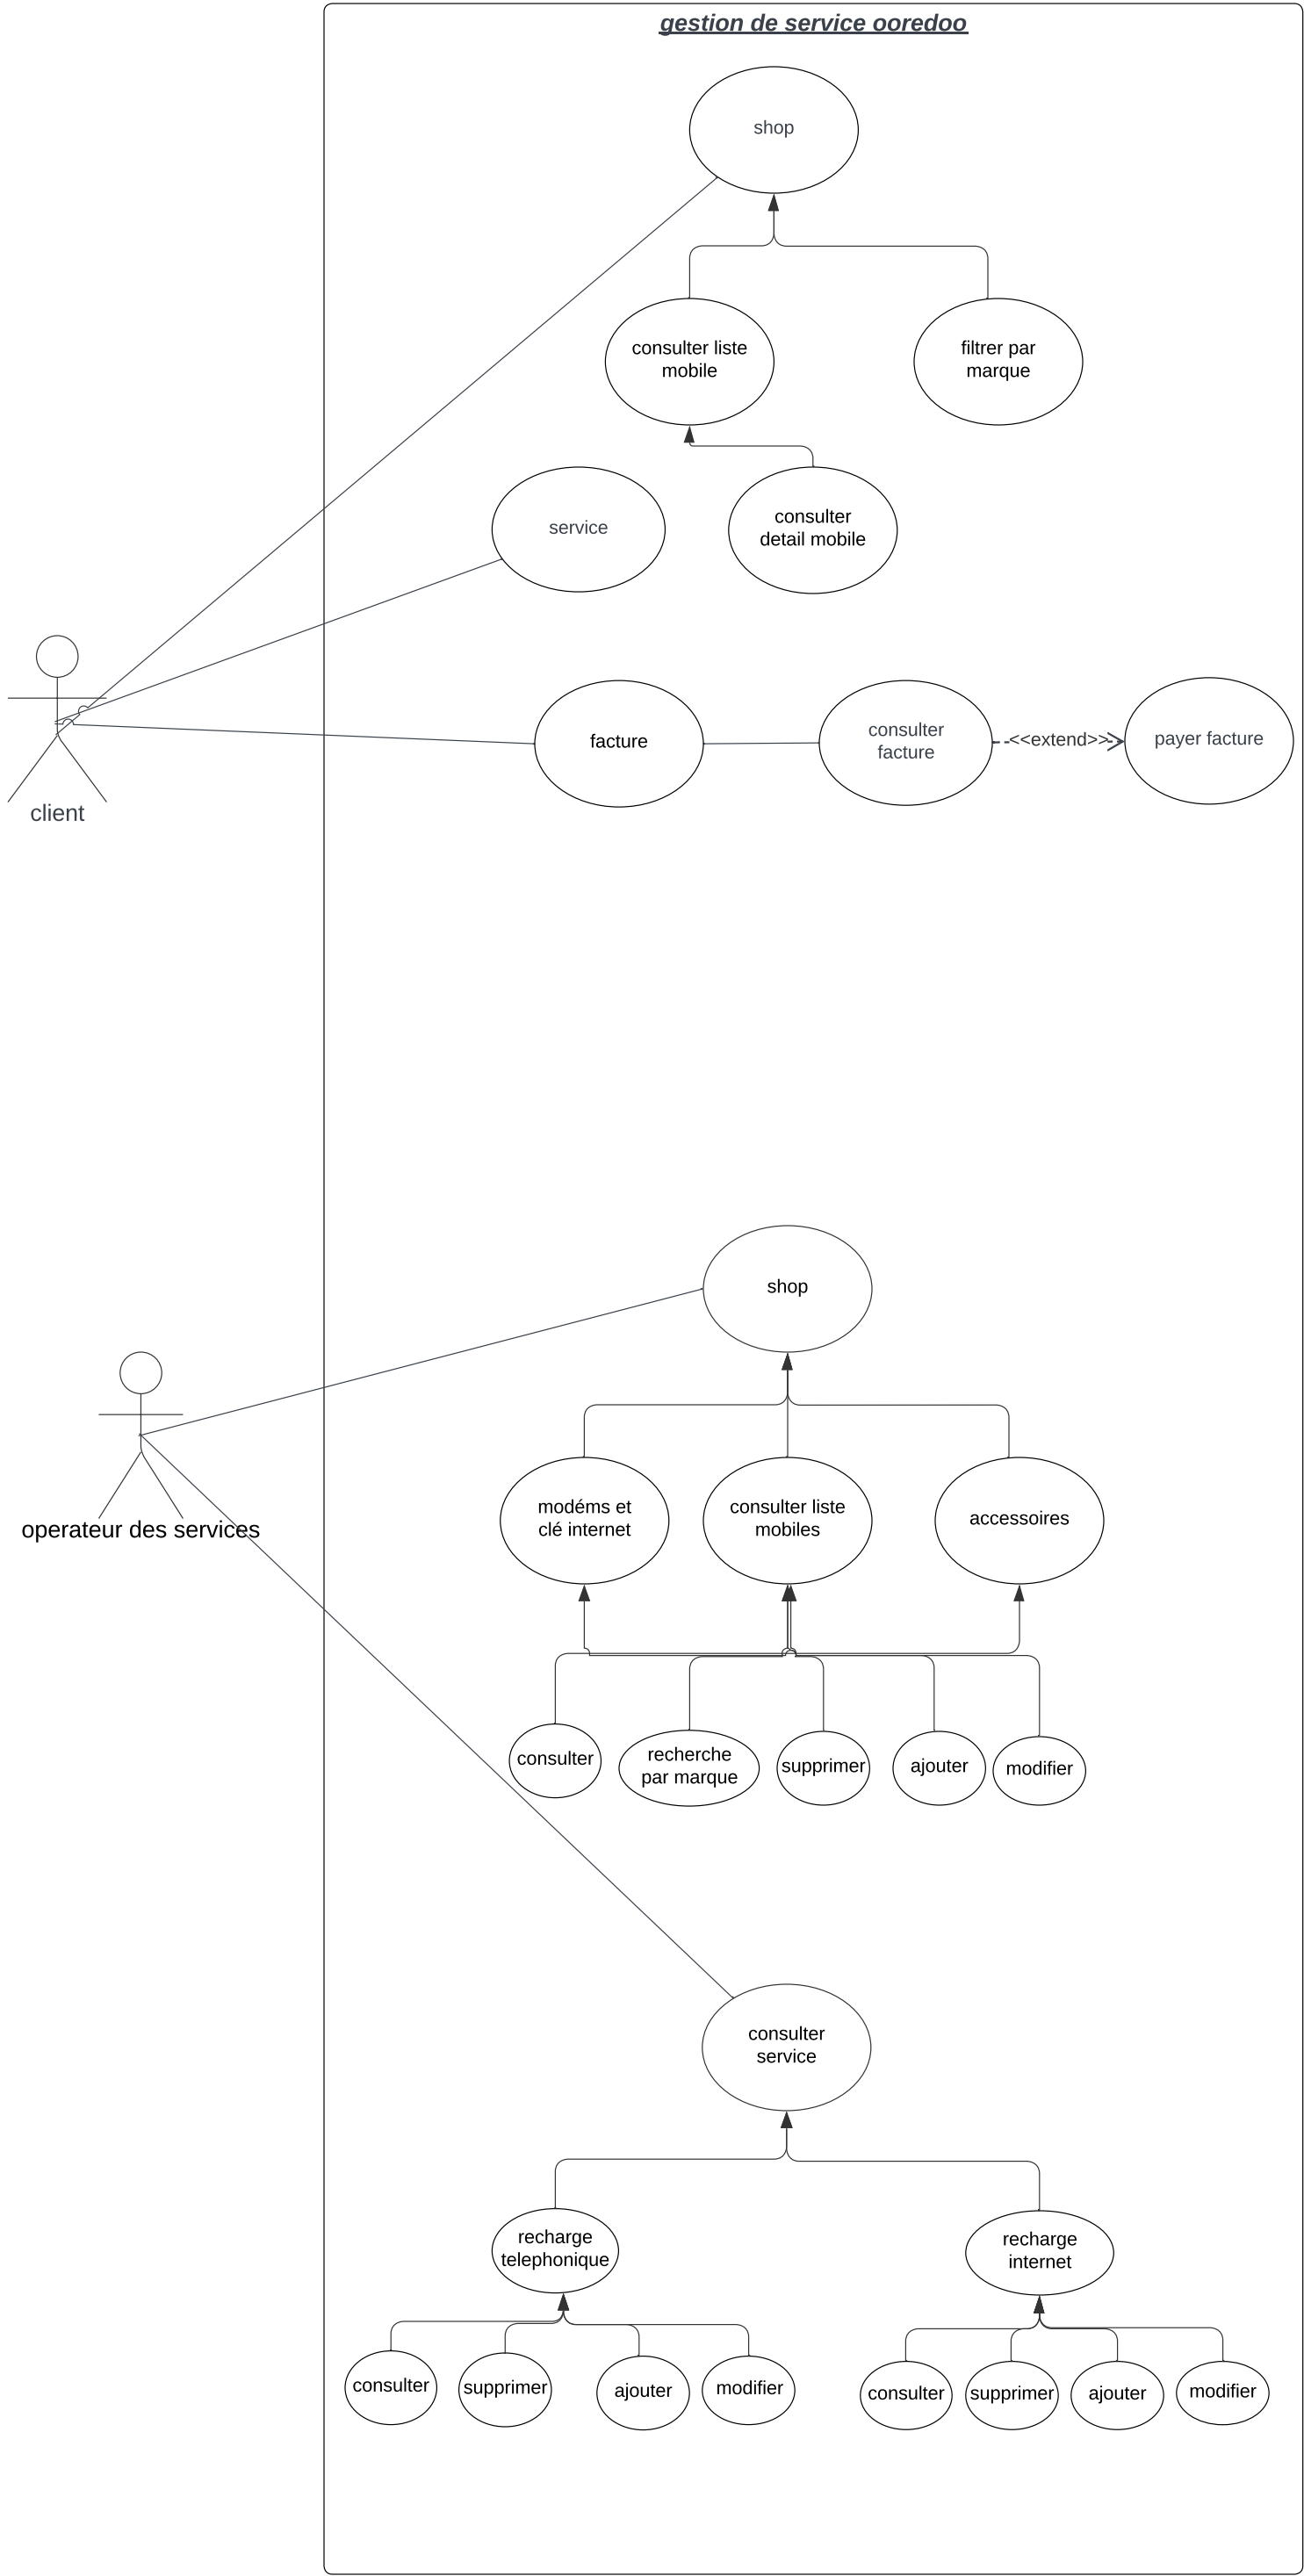 gestion de service ooredoo
shop
consulter liste
mobile
filtrer par
marque
consulter
detail mobile
service
client
facture
consulter
facture
<<extend>>
payer facture
shop
operateur des services
modéms et
clé internet
consulter liste
mobiles
accessoires
consulter
recherche
par marque
supprimer
ajouter
modifier
consulter
service
recharge
telephonique
recharge
internet
consulter
supprimer
ajouter
modifier
consulter
supprimer
ajouter
modifier